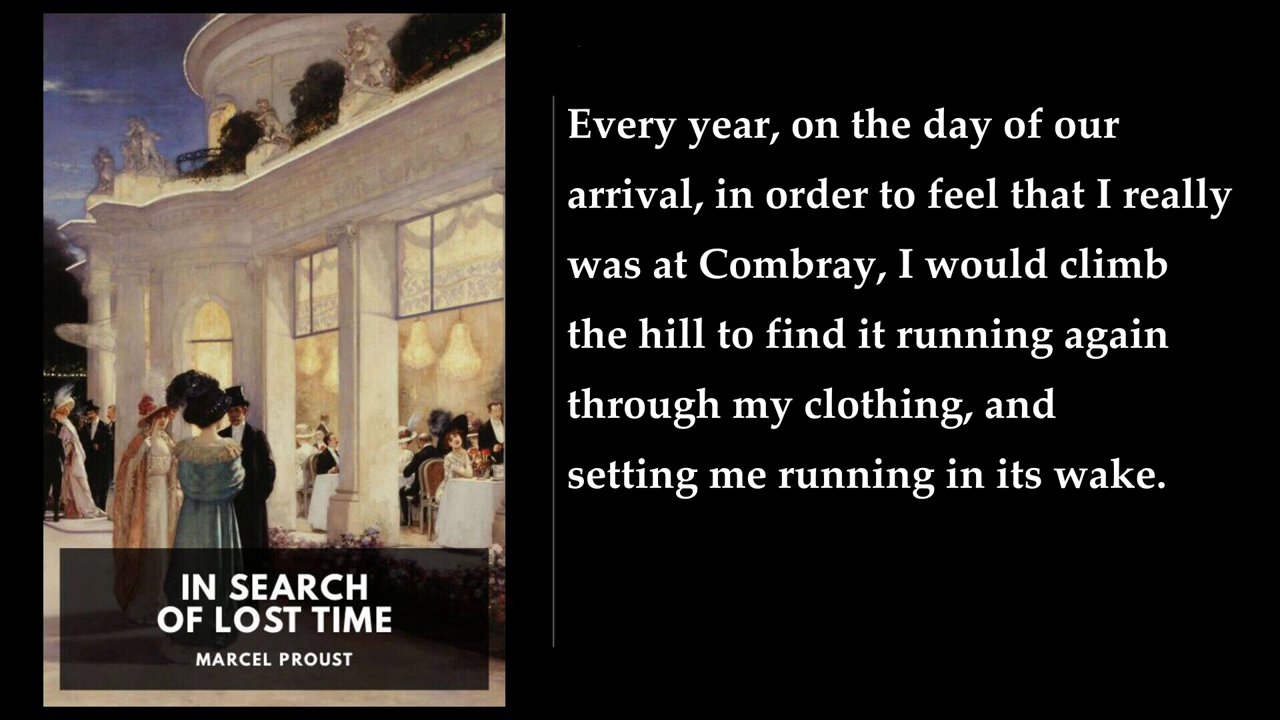 IN SEARCH
OF LOST TIME
MARCEL PROUST
Every year, on the day of our
arrival, in order to feel that I really
was at Combray, I would climb
the hill to find it running again
through my clothing, and
setting me running in its wake.